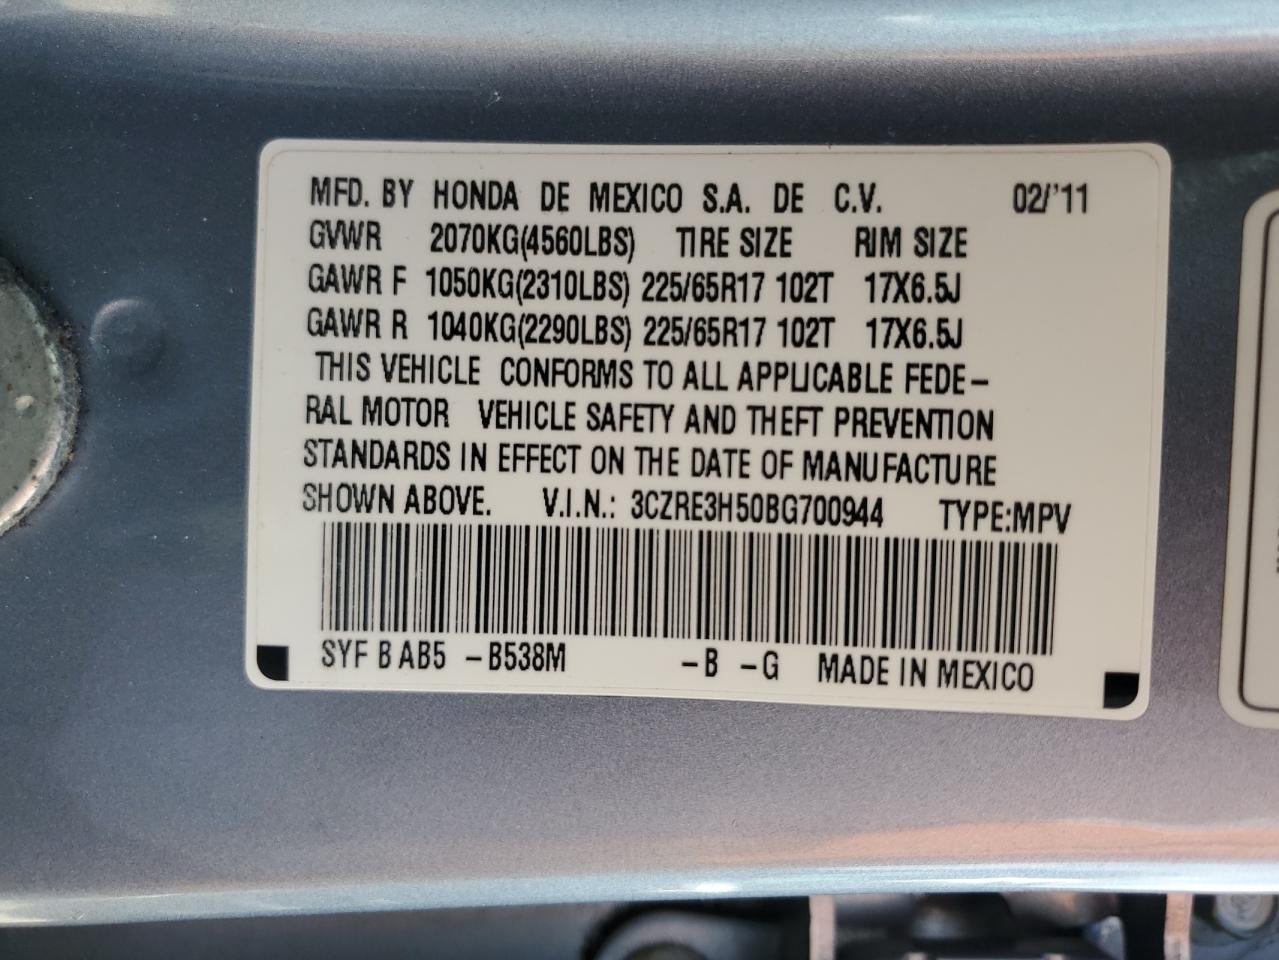 MFD. BY HONDA DE MEXICO S.A. DE C.V. 02/'11
GVWR 2070KG(4560LBS) TIRE SIZE RIM SIZE
GAWR F 1050KG(2310LBS) 225/65R17 102T 17X6.5J
GAWR R 1040KG(2290LBS) 225/65R17 102T 17X6.5J
THIS VEHICLE CONFORMS TO ALL APPLICABLE FEDE-
RAL MOTOR VEHICLE SAFETY AND THEFT PREVENTION
STANDARDS IN EFFECT ON THE DATE OF MANUFACTURE
SHOWN ABOVE. V.I.N.: 3CZRE3H50BG700944 TYPE:MPV
SYF B AB5 -B538M -B -G MADE IN MEXICO